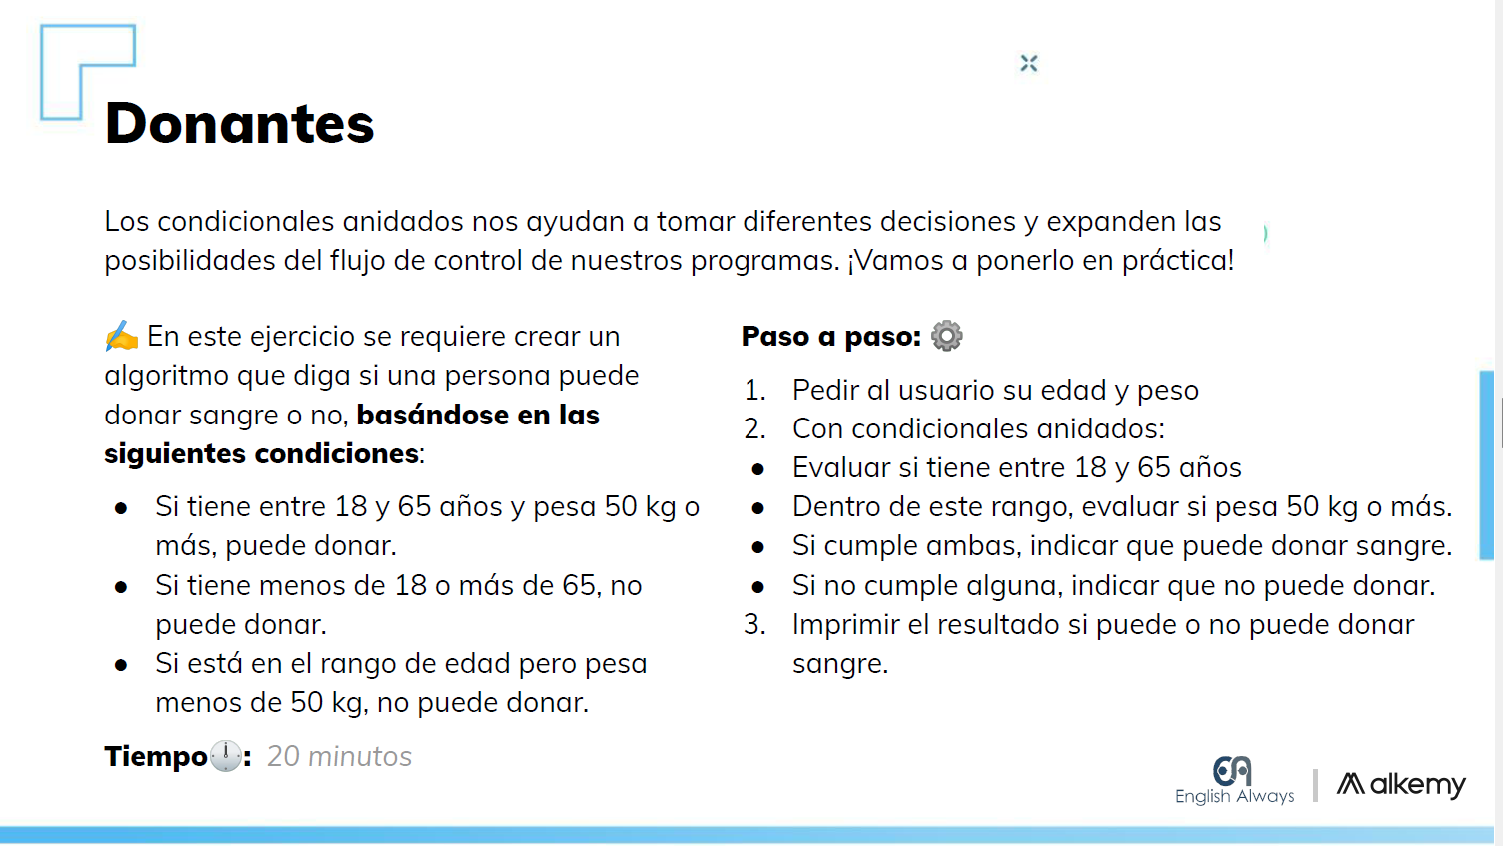 Donantes
Los condicionales anidados nos ayudan a tomar diferentes decisiones y expanden las
posibilidades del flujo de control de nuestros programas. ¡Vamos a ponerlo en práctica!
✍️ En este ejercicio se requiere crear un
algoritmo que diga si una persona puede
donar sangre o no, basándose en las
siguientes condiciones:
● Si tiene entre 18 y 65 años y pesa 50 kg o
más, puede donar.
● Si tiene menos de 18 o más de 65, no
puede donar.
● Si está en el rango de edad pero pesa
menos de 50 kg, no puede donar.
Tiempo🕛: 20 minutos
Paso a paso: ⚙️
1. Pedir al usuario su edad y peso
2. Con condicionales anidados:
● Evaluar si tiene entre 18 y 65 años
● Dentro de este rango, evaluar si pesa 50 kg o más.
● Si cumple ambas, indicar que puede donar sangre.
● Si no cumple alguna, indicar que no puede donar.
3. Imprimir el resultado si puede o no puede donar
sangre.
English Always
alkemy